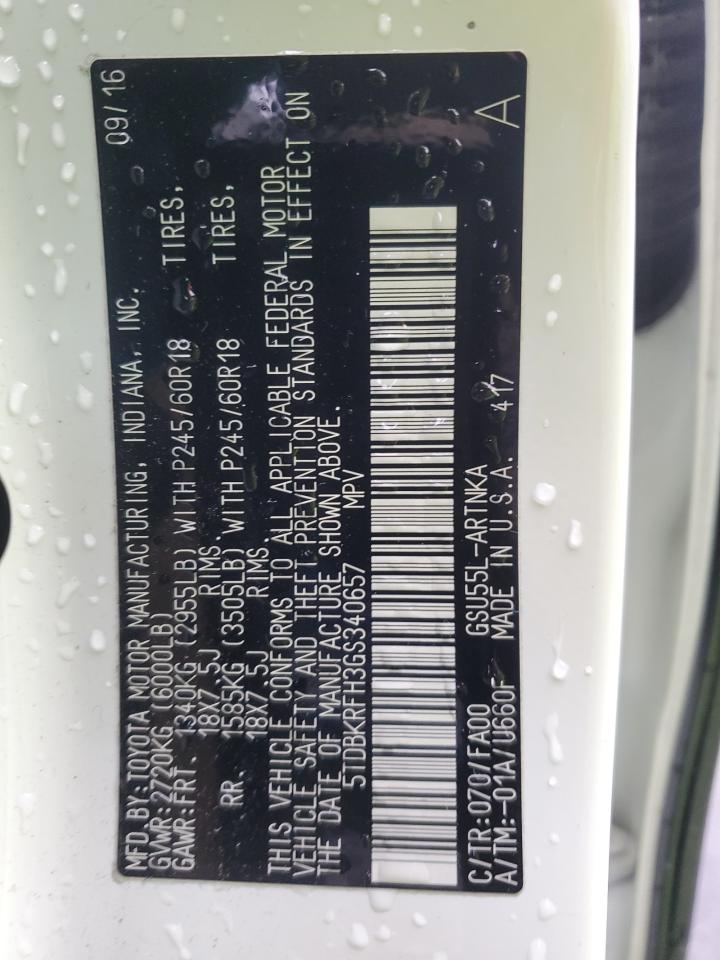 MFD.BY:TOYOTA MOTOR MANUFACTURING, INDIANA, INC. 09/16
GVWR:2720KG (6000LB)
GAWR:FRT. 1340KG (2955LB) WITH P245/60R18 TIRES,
18X7.5J RIMS.
RR. 1585KG (3505LB) WITH P245/60R18 TIRES,
18X7.5J RIMS
THIS VEHICLE CONFORMS TO ALL APPLICABLE FEDERAL MOTOR
VEHICLE SAFETY AND THEFT PREVENTION STANDARDS IN EFFECT ON
THE DATE OF MANUFACTURE SHOWN ABOVE.
5TDBKRFH3GS340657 MPV
C/TR:070/FA00 GSU55L-ARTNKA A
A/TM:-01A/U660F MADE IN U.S.A. 417